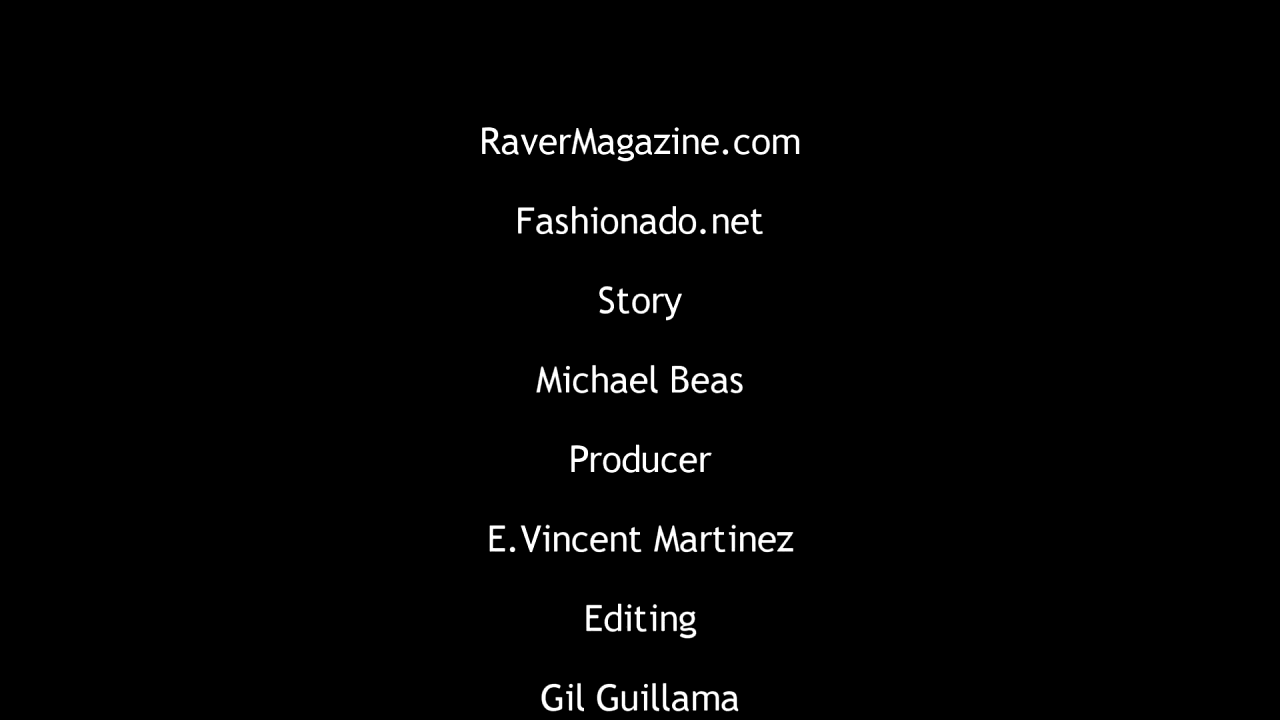 RaverMagazine.com
Fashionado.net
Story
Michael Beas
Producer
E.Vincent Martinez
Editing
Gil Guillama